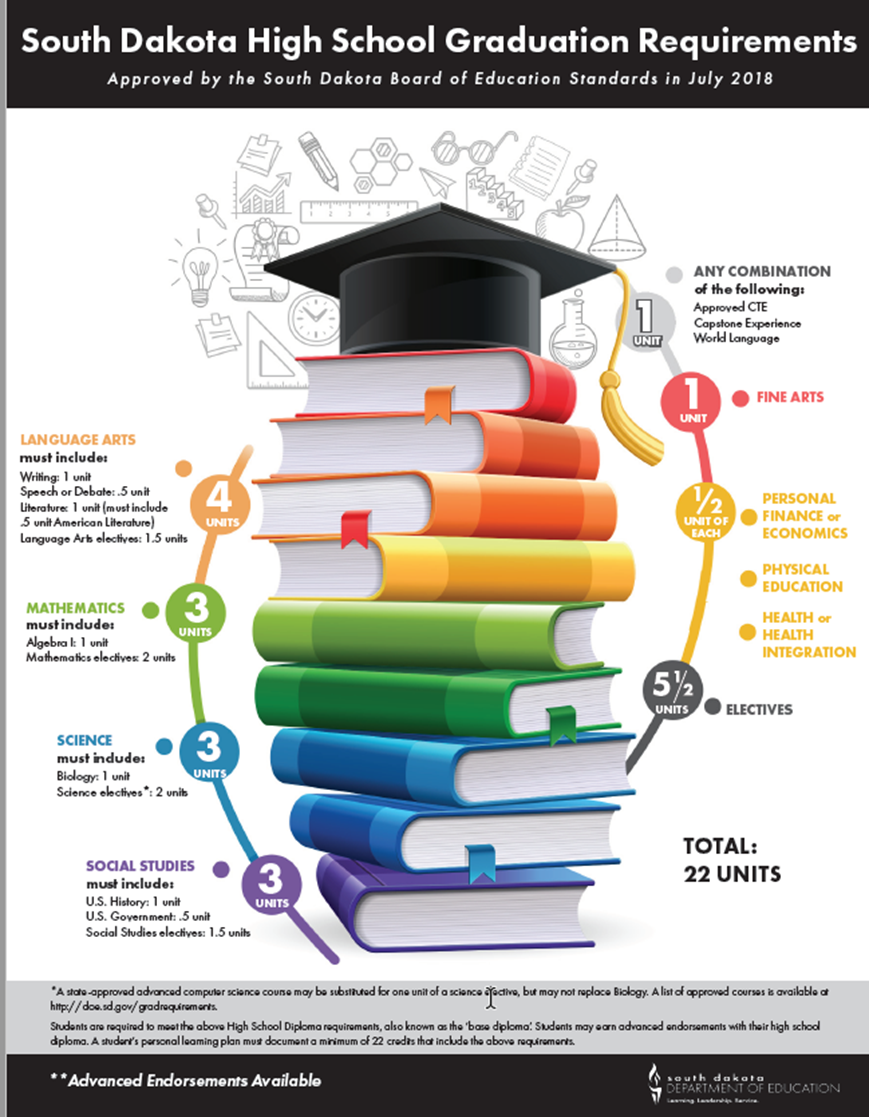 South Dakota High School Graduation Requirements
Approved by the South Dakota Board of Education Standards in July 2018
ANY COMBINATION
of the following:
Approved CTE
Capstone Experience
World Language
1
UNIT
1
UNIT
FINE ARTS
LANGUAGE ARTS
must include:
Writing: 1 unit
Speech or Debate: .5 unit
Literature: 1 unit (must include
.5 unit American Literature)
Language Arts electives: 1.5 units
4
UNITS
1/2
UNIT OF
EACH
PERSONAL
FINANCE or
ECONOMICS
PHYSICAL
EDUCATION
HEALTH or
HEALTH
INTEGRATION
MATHEMATICS
must include:
Algebra I: 1 unit
Mathematics electives: 2 units
3
UNITS
5 1/2
UNITS
ELECTIVES
SCIENCE
must include:
Biology: 1 unit
Science electives*: 2 units
3
UNITS
SOCIAL STUDIES
must include:
U.S. History: 1 unit
U.S. Government: .5 unit
Social Studies electives: 1.5 units
3
UNITS
TOTAL:
22 UNITS
*A state-approved advanced computer science course may be substituted for one unit of a science elective, but may not replace Biology. A list of approved courses is available at
http://doe.sd.gov/gradrequirements.
Students are required to meet the above High School Diploma requirements, also known as the 'base diploma'. Students may earn advanced endorsements with their high school
diploma. A student's personal learning plan must document a minimum of 22 credits that include the above requirements.
**Advanced Endorsements Available
south dakota
DEPARTMENT OF EDUCATION
Learning. Leadership. Service.